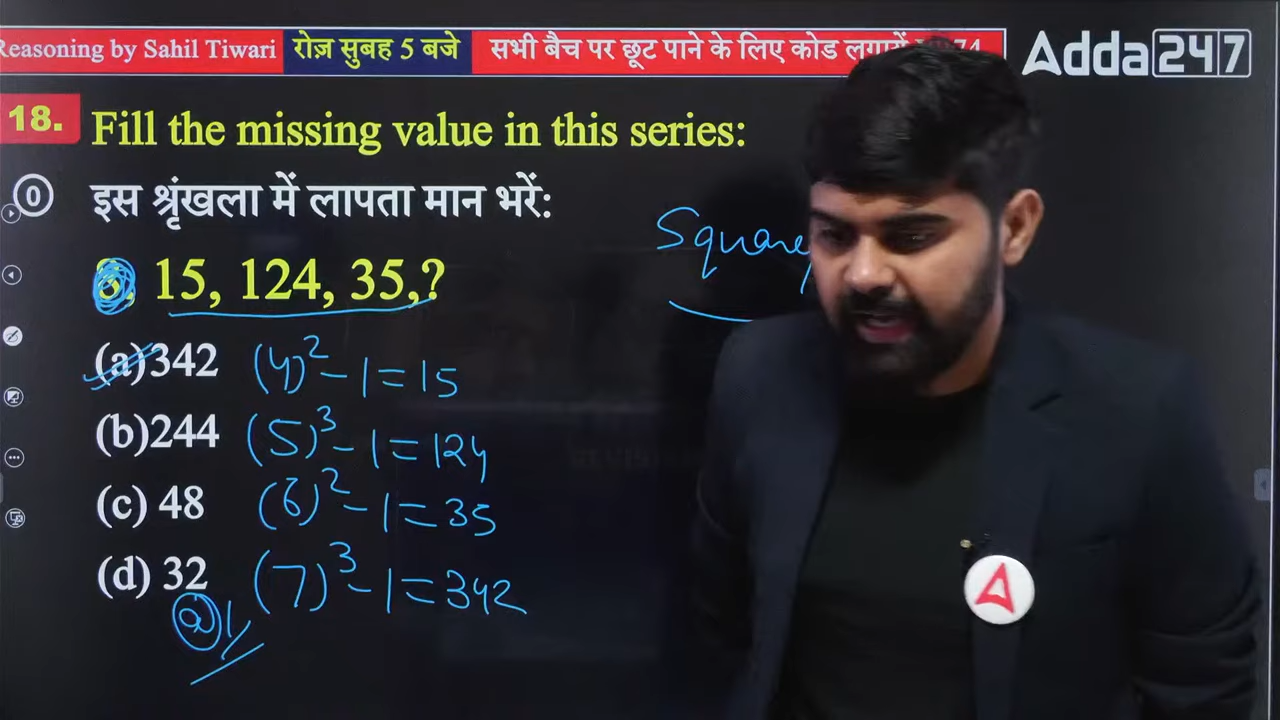 Reasoning by Sahil Tiwari
रोज़ सुबह 5 बजे
सभी बैच पर छूट पाने के लिए कोड
Adda 247
18. Fill the missing value in this series:
इस श्रृंखला में लापता मान भरें:
Square
15, 124, 35,?
(a)342 (4)² - 1 = 15
(b)244 (5)³ - 1 = 124
(c) 48 (6)² - 1 = 35
(d) 32 (7)³ - 1 = 342
a